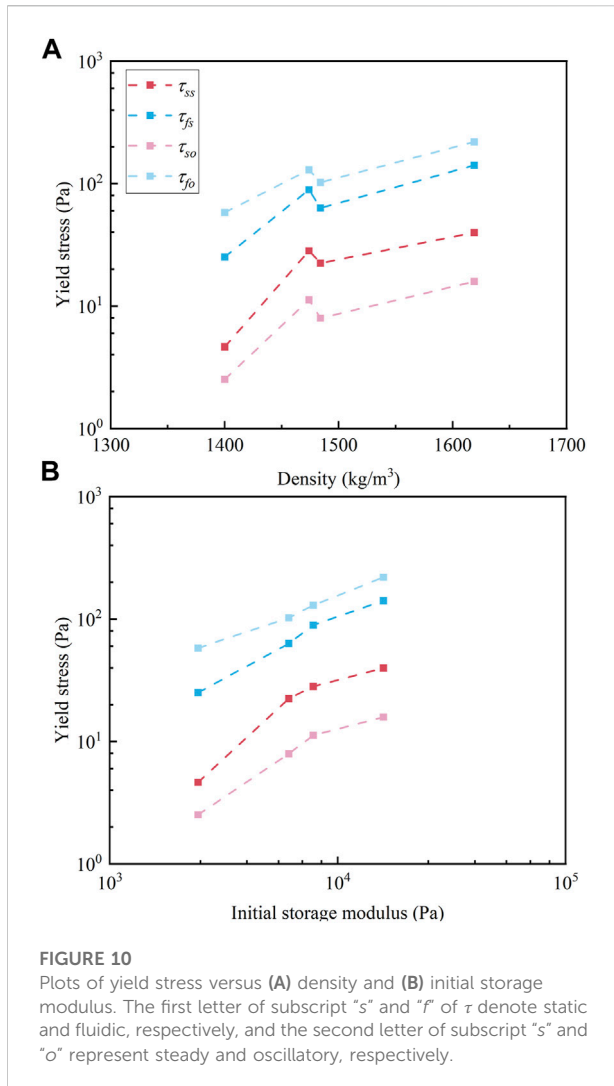 A
10³
10²
10¹
10⁰
Yield stress (Pa)
τss
τfs
τso
τfo
1300 1400 1500 1600 1700
Density (kg/m³)
B
10³
10²
10¹
10⁰
Yield stress (Pa)
10³ 10⁴ 10⁵
Initial storage modulus (Pa)
FIGURE 10
Plots of yield stress versus (A) density and (B) initial storage
modulus. The first letter of subscript “s” and “f” of τ denote static
and fluidic, respectively, and the second letter of subscript “s” and
“o” represent steady and oscillatory, respectively.